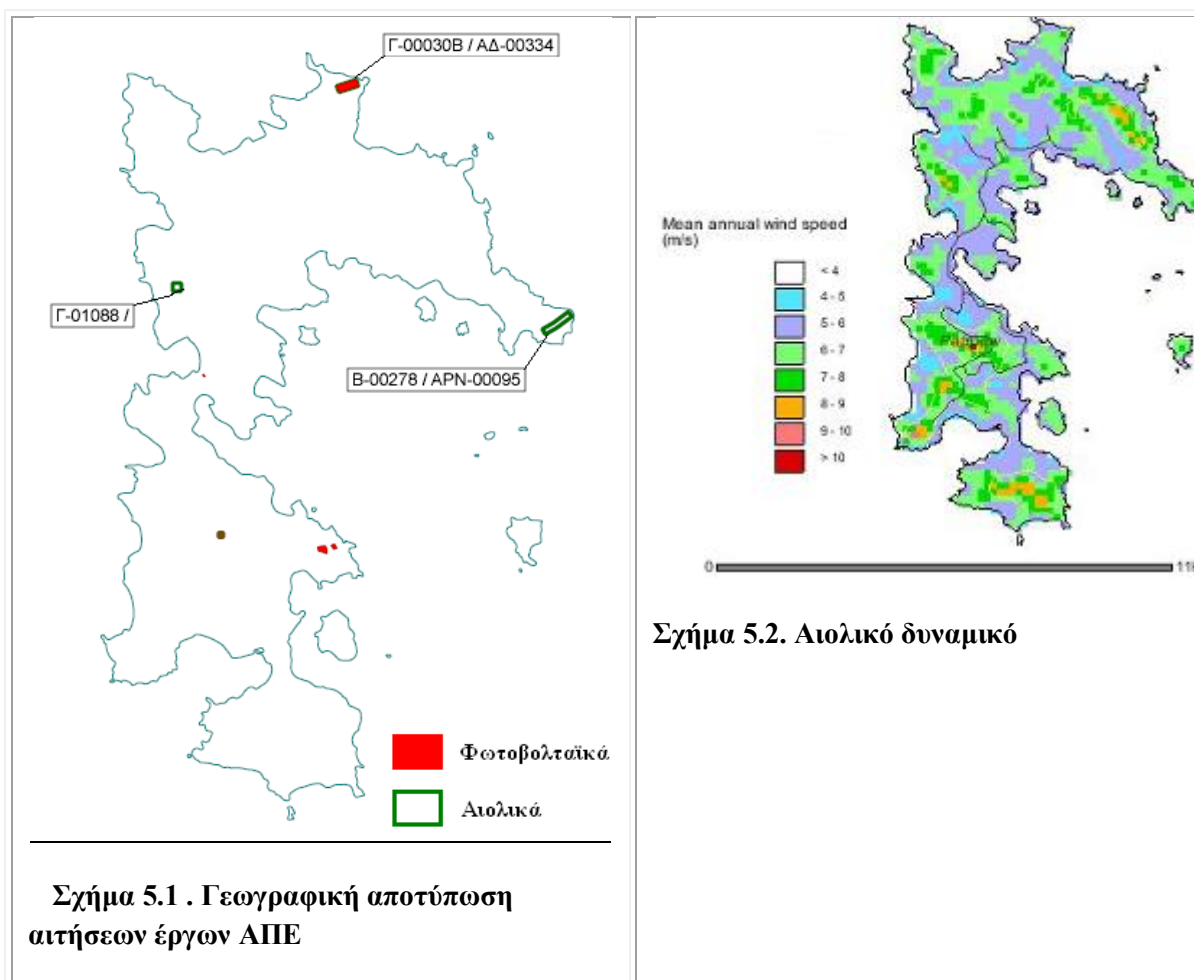 Γ-00030Β / ΑΔ-00334
Γ-01088 /
Β-00278 / APN-00095
Φωτοβολταϊκά
Αιολικά
Σχήμα 5.1 . Γεωγραφική αποτύπωση
αιτήσεων έργων ΑΠΕ
Mean annual wind speed
(m/s)
< 4
4 - 5
5 - 6
6 - 7
7 - 8
8 - 9
9 - 10
> 10
0
Σχήμα 5.2. Αιολικό δυναμικό